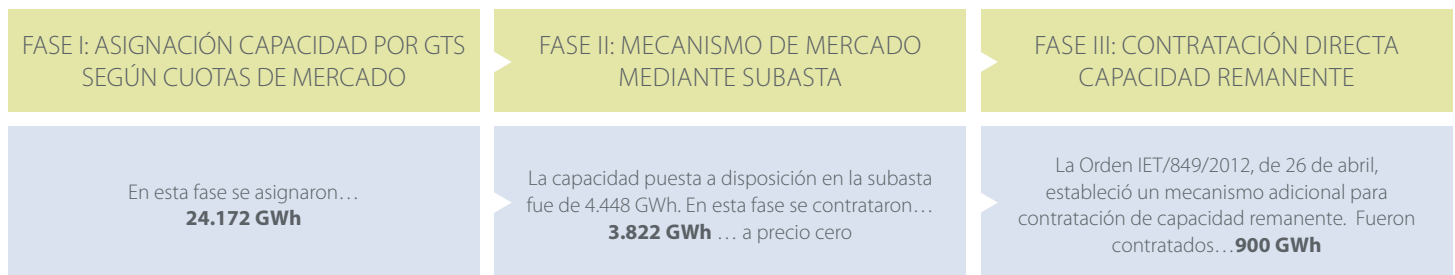 FASE I: ASIGNACIÓN CAPACIDAD POR GTS
SEGÚN CUOTAS DE MERCADO
En esta fase se asignaron…
24.172 GWh
FASE II: MECANISMO DE MERCADO
MEDIANTE SUBASTA
La capacidad puesta a disposición en la subasta
fue de 4.448 GWh. En esta fase se contrataron…
3.822 GWh … a precio cero
FASE III: CONTRATACIÓN DIRECTA
CAPACIDAD REMANENTE
La Orden IET/849/2012, de 26 de abril,
estableció un mecanismo adicional para
contratación de capacidad remanente. Fueron
contratados…900 GWh